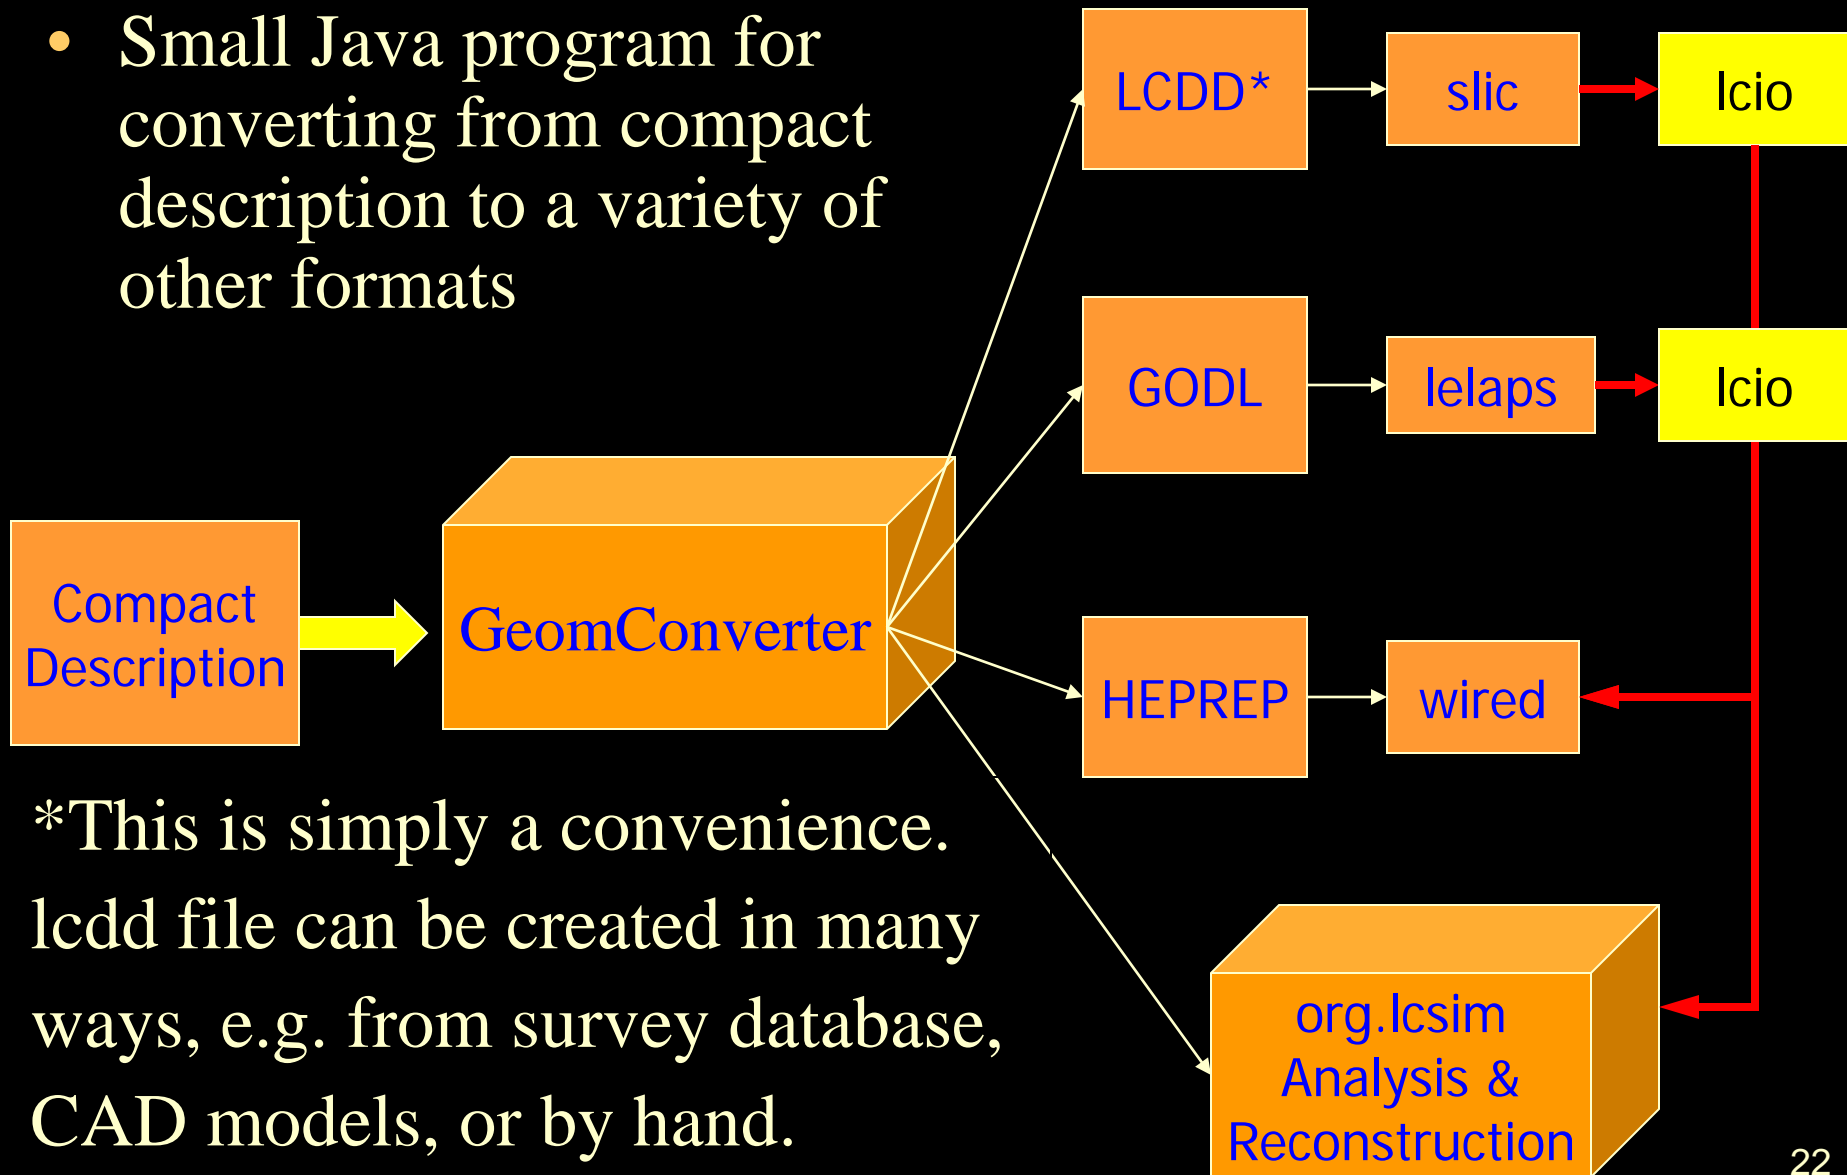 • Small Java program for
converting from compact
description to a variety of
other formats
LCDD*
slic
lcio
GODL
lelaps
lcio
Compact
Description
GeomConverter
HEPREP
wired
*This is simply a convenience.
lcdd file can be created in many
ways, e.g. from survey database,
CAD models, or by hand.
org.lcsim
Analysis &
Reconstruction
22